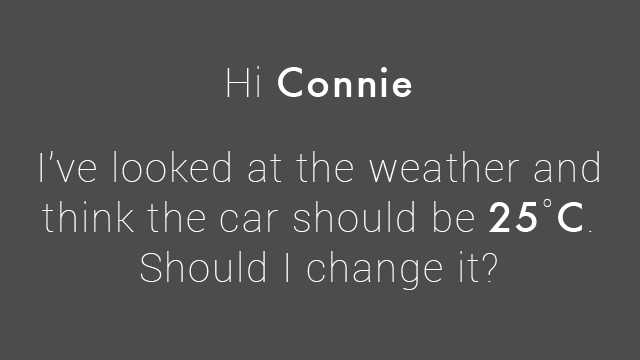 Hi Connie
I've looked at the weather and
think the car should be 25°C.
Should I change it?